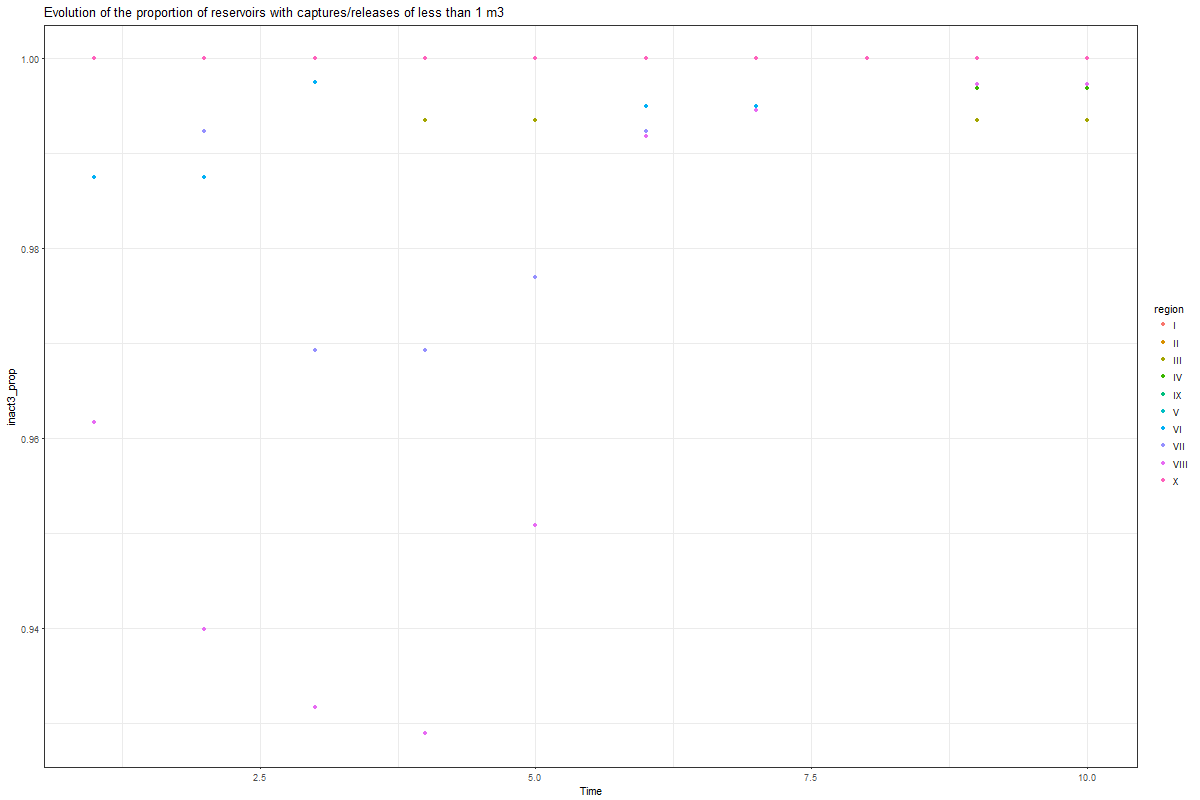 Evolution of the proportion of reservoirs with captures/releases of less than 1 m3
1.00
0.98
0.96
0.94
inact3_prop
2.5
5.0
7.5
10.0
Time
region
I
II
III
IV
IX
V
VI
VII
VIII
X